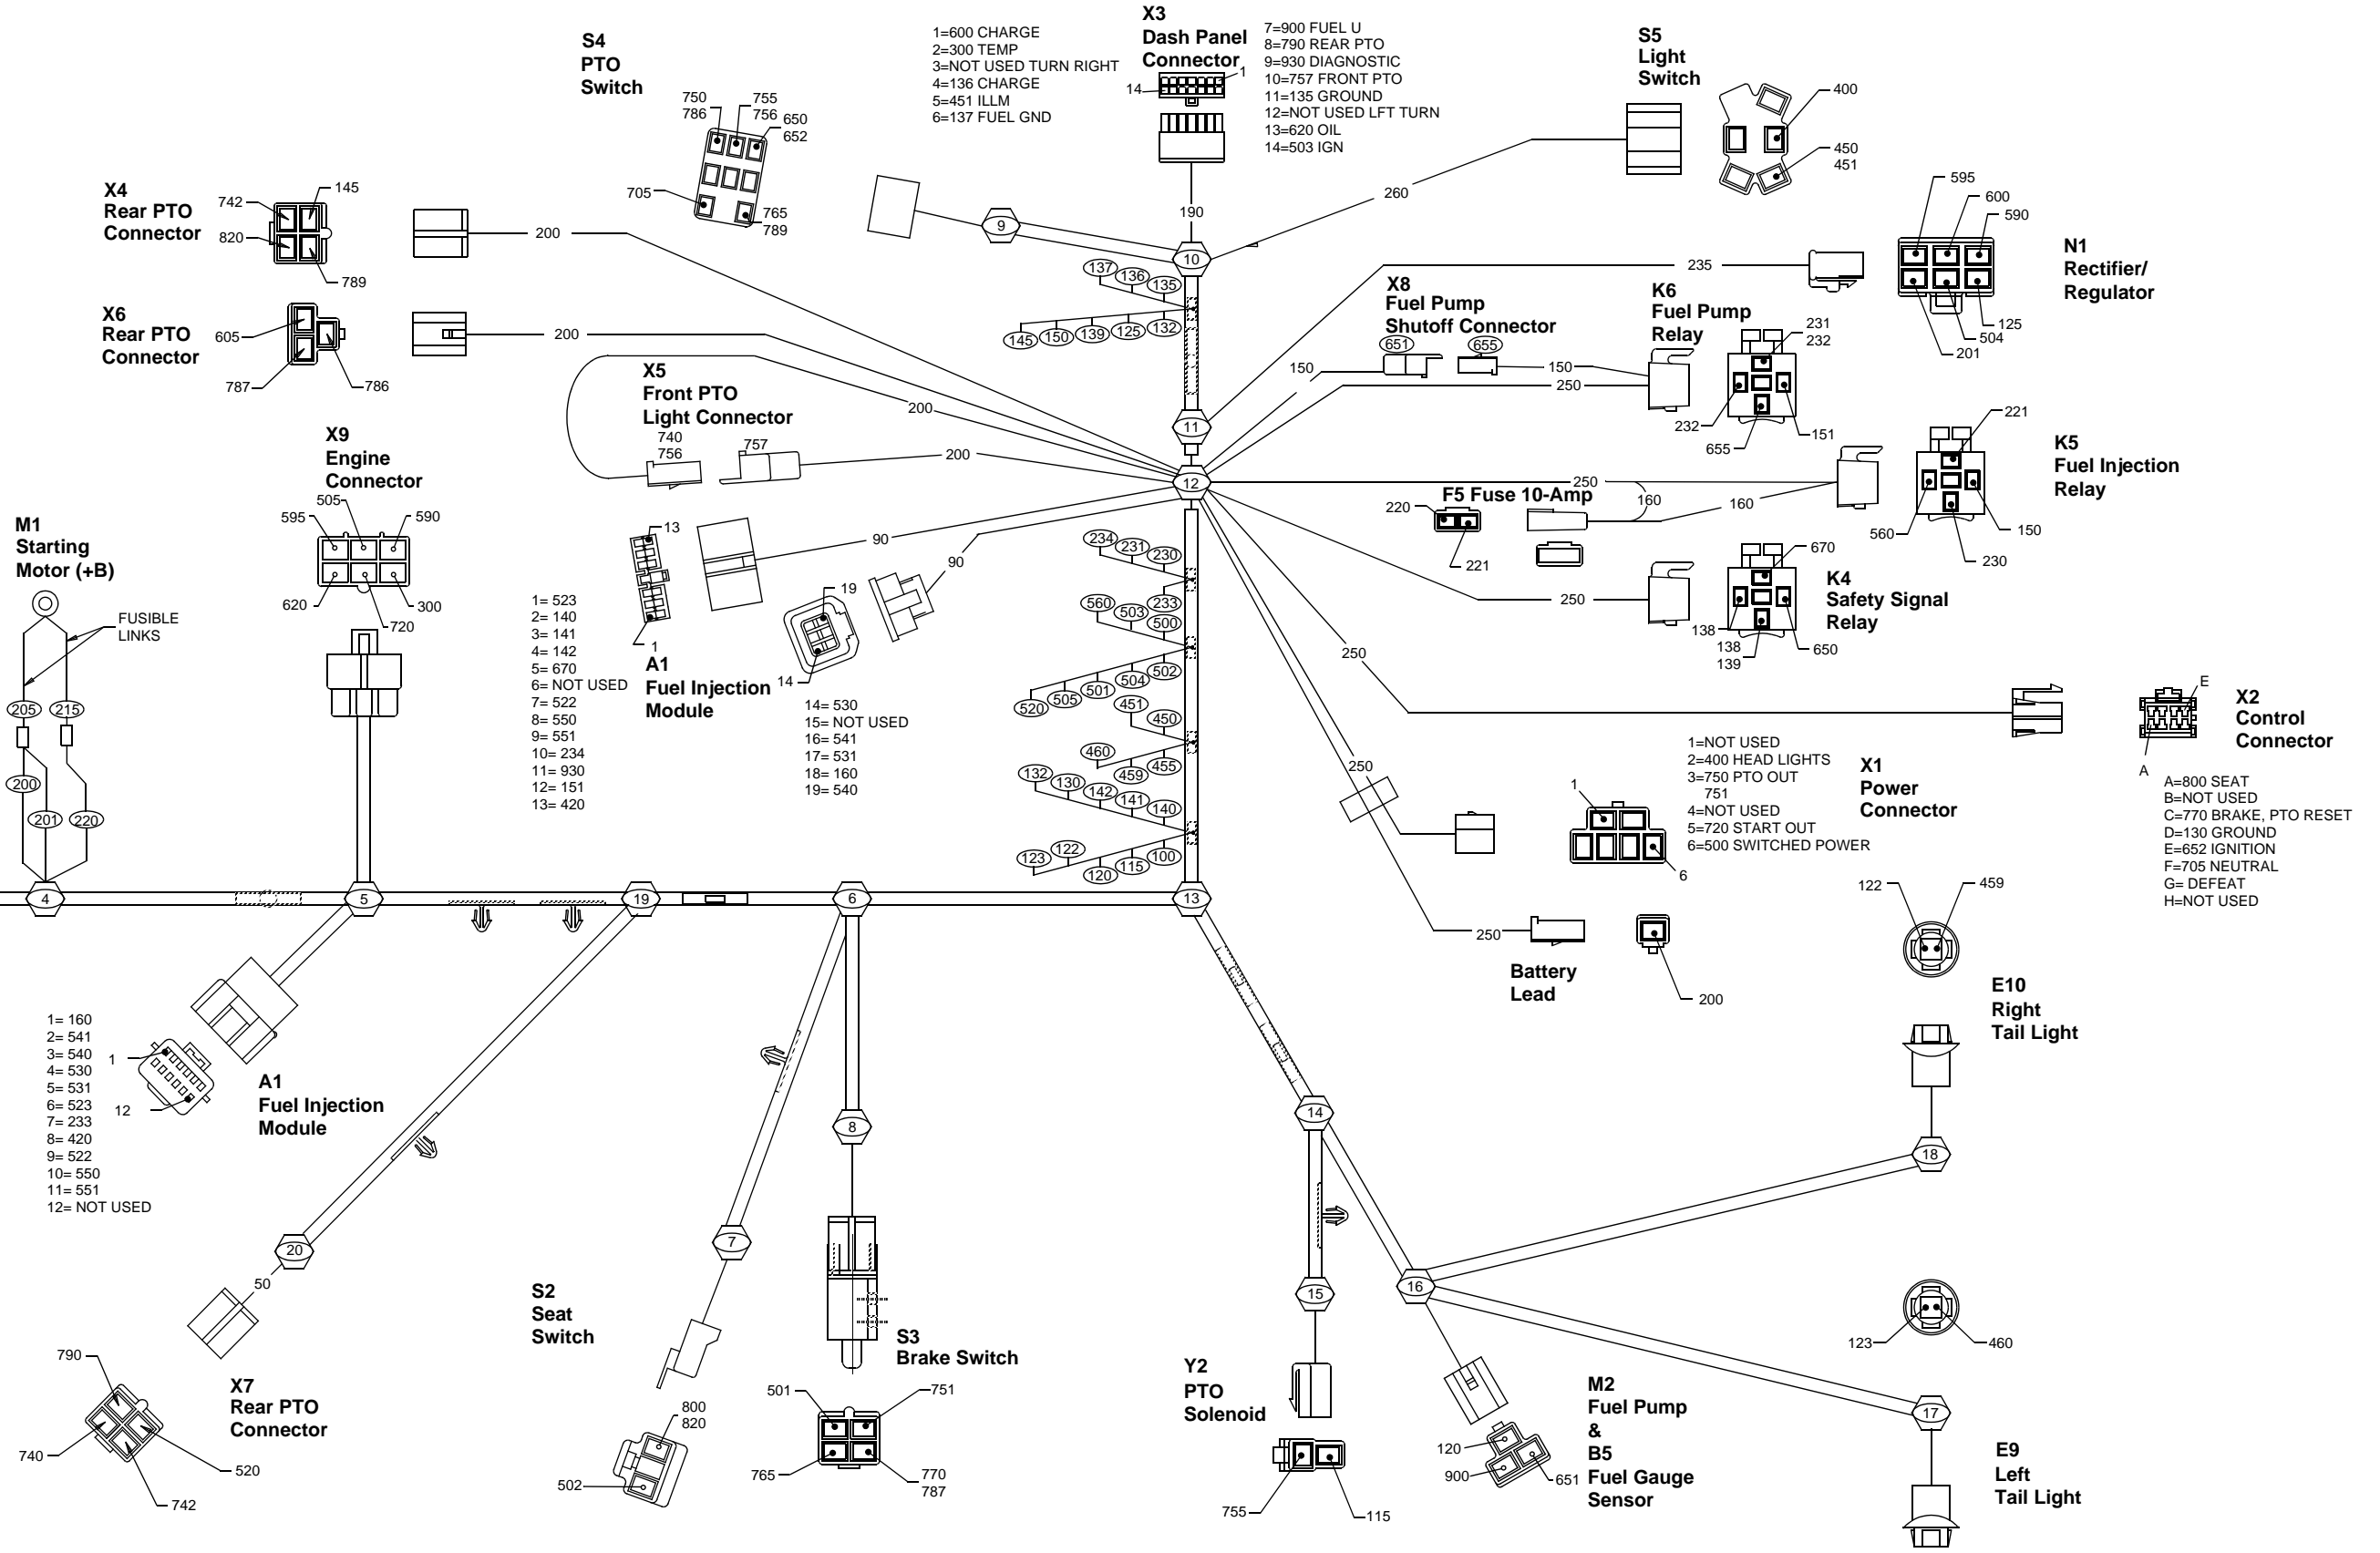 S4
PTO
Switch
750
786
755
756
650
652
705
765
789
1=600 CHARGE
2=300 TEMP
3=NOT USED TURN RIGHT
4=136 CHARGE
5=451 ILLM
6=137 FUEL GND
X3
Dash Panel
Connector
1
14
7=900 FUEL U
8=790 REAR PTO
9=930 DIAGNOSTIC
10=757 FRONT PTO
11=135 GROUND
12=NOT USED LFT TURN
13=620 OIL
14=503 IGN
S5
Light
Switch
400
450
451
260
190
9
10
X4
Rear PTO
Connector
742
145
820
789
200
X6
Rear PTO
Connector
605
787
786
200
137
136
135
145
150
139
125
132
235
595
600
590
125
504
201
N1
Rectifier/
Regulator
X8
Fuel Pump
Shutoff Connector
651
655
150
150
250
K6
Fuel Pump
Relay
231
232
232
655
151
X5
Front PTO
Light Connector
740
756
757
200
200
11
12
X9
Engine
Connector
505
595
590
620
300
720
M1
Starting
Motor (+B)
FUSIBLE
LINKS
205
215
200
201
220
4
5
13
1
A1
Fuel Injection
Module
1= 523
2= 140
3= 141
4= 142
5= 670
6= NOT USED
7= 522
8= 550
9= 551
10= 234
11= 930
12= 151
13= 420
90
90
19
14
14= 530
15= NOT USED
16= 541
17= 531
18= 160
19= 540
250
160
160
F5 Fuse 10-Amp
220
221
K5
Fuel Injection
Relay
221
560
150
230
250
K4
Safety Signal
Relay
670
138
138
139
650
234
231
230
233
560
503
500
502
504
501
505
520
451
450
455
459
460
132
130
142
141
140
100
115
120
122
123
250
X2
Control
Connector
E
A
A=800 SEAT
B=NOT USED
C=770 BRAKE, PTO RESET
D=130 GROUND
E=652 IGNITION
F=705 NEUTRAL
G= DEFEAT
H=NOT USED
250
1=NOT USED
2=400 HEAD LIGHTS
3=750 PTO OUT
751
4=NOT USED
5=720 START OUT
6=500 SWITCHED POWER
X1
Power
Connector
1
6
250
Battery
Lead
200
19
6
13
122
459
E10
Right
Tail Light
18
1= 160
2= 541
3= 540
4= 530
5= 531
6= 523
7= 233
8= 420
9= 522
10= 550
11= 551
12= NOT USED
1
12
A1
Fuel Injection
Module
20
50
790
740
520
742
X7
Rear PTO
Connector
7
8
S2
Seat
Switch
800
820
502
S3
Brake Switch
501
751
765
770
787
14
15
16
Y2
PTO
Solenoid
755
115
M2
Fuel Pump
&
B5
Fuel Gauge
Sensor
120
900
651
123
460
17
E9
Left
Tail Light